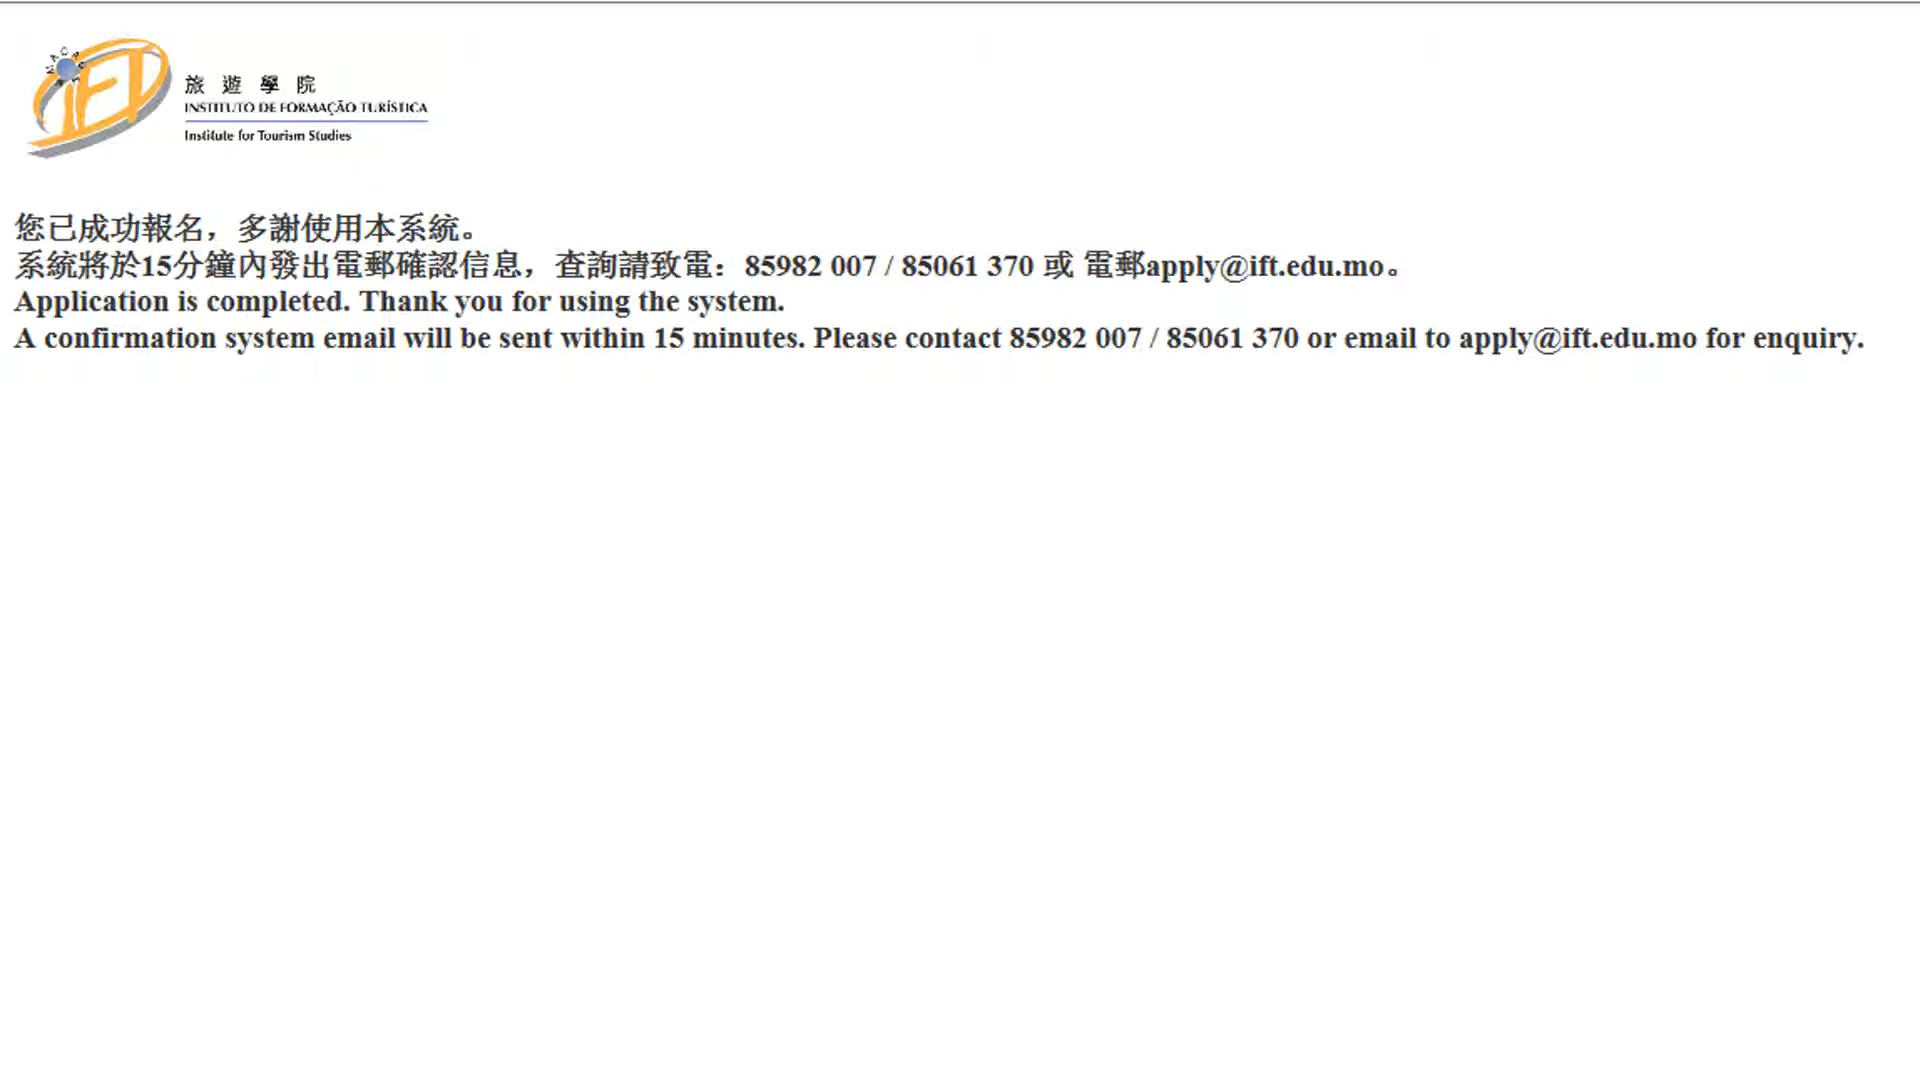 旅遊學院
INSTITUTO DE FORMAÇÃO TURÍSTICA
Institute for Tourism Studies
您已成功報名，多謝使用本系統。
系統將於15分鐘內發出電郵確認信息，查詢請致電：85982 007 / 85061 370 或 電郵apply@ift.edu.mo。
Application is completed. Thank you for using the system.
A confirmation system email will be sent within 15 minutes. Please contact 85982 007 / 85061 370 or email to apply@ift.edu.mo for enquiry.